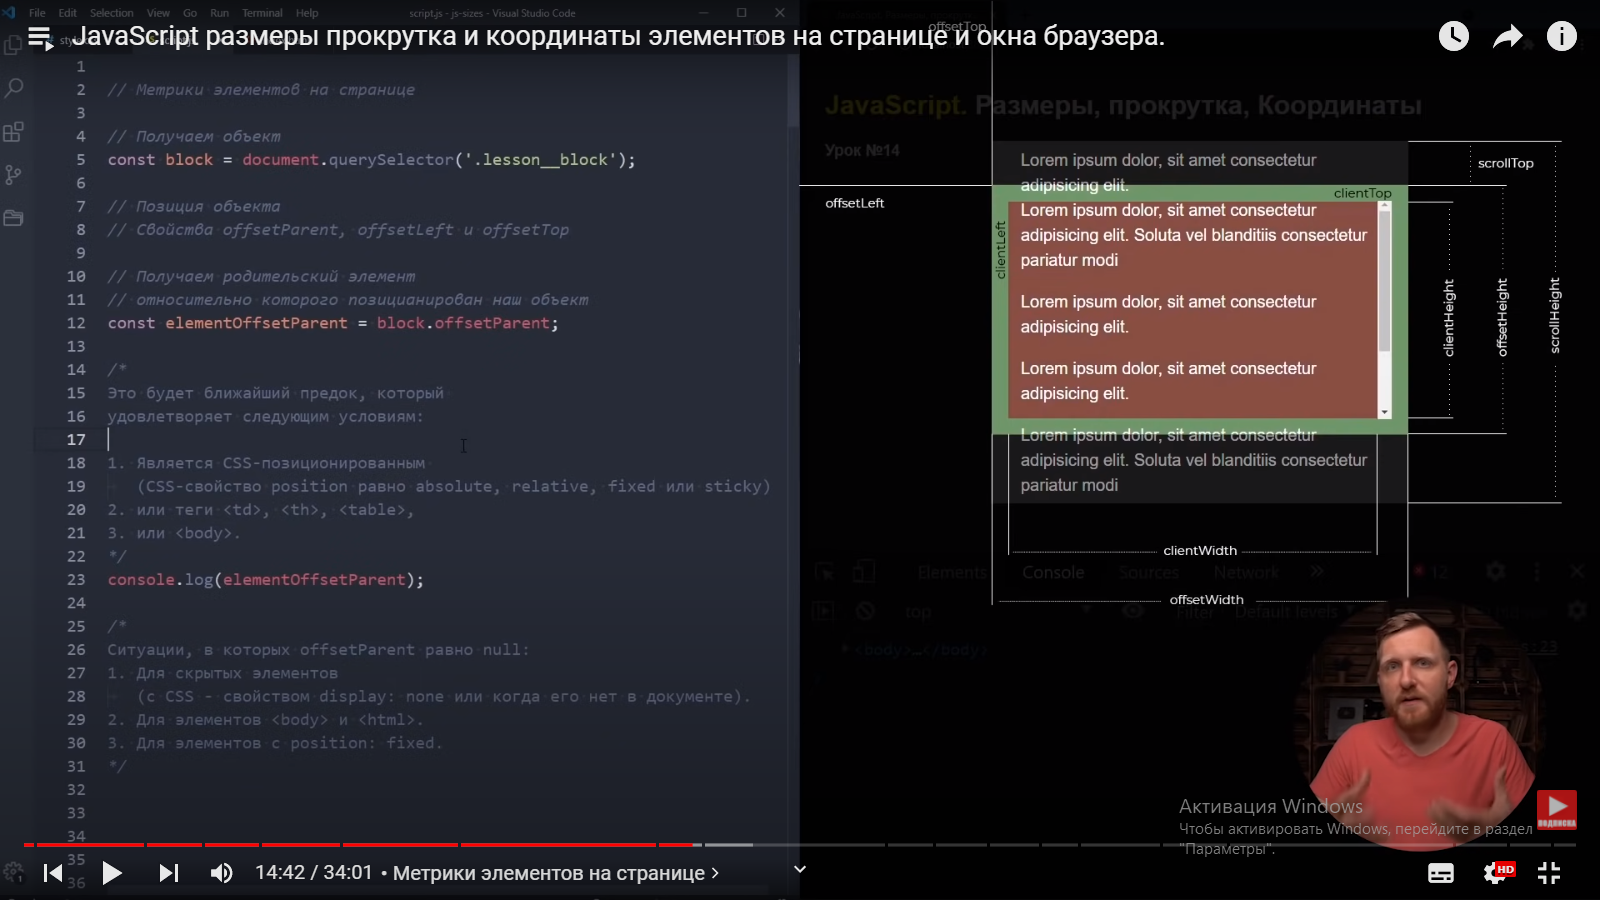 File Edit Selection View Go Run Terminal Help
script.js - js-sizes - Visual Studio Code
JavaScript размеры прокрутка и координаты элементов на странице и окна браузера.
1
2 // Метрики элементов на странице
3
4 // Получаем объект
5 const block = document.querySelector('.lesson__block');
6
7 // Позиция объекта
8 // Свойства offsetParent, offsetLeft и offsetTop
9
10 // Получаем родительский элемент
11 // относительно которого позицианирован наш объект
12 const elementOffsetParent = block.offsetParent;
13
14 /*
15 Это будет ближайший предок, который
16 удовлетворяет следующим условиям:
17
18 1. Является CSS-позиционированным
19 (CSS-свойство position равно absolute, relative, fixed или sticky)
20 2. или теги <td>, <th>, <table>,
21 3. или <body>.
22 */
23 console.log(elementOffsetParent);
24
25 /*
26 Ситуации, в которых offsetParent равно null:
27 1. Для скрытых элементов
28 (с CSS - свойством display: none или когда его нет в документе).
29 2. Для элементов <body> и <html>.
30 3. Для элементов с position: fixed.
31 */
32
33
34
35
36
offsetTop
JavaScript. Размеры, прокрутка, Координаты
Урок №14
offsetLeft
Lorem ipsum dolor, sit amet consectetur
adipisicing elit.
clientTop
clientLeft
Lorem ipsum dolor, sit amet consectetur
adipisicing elit. Soluta vel blanditiis consectetur
pariatur modi
Lorem ipsum dolor, sit amet consectetur
adipisicing elit.
Lorem ipsum dolor, sit amet consectetur
adipisicing elit.
Lorem ipsum dolor, sit amet consectetur
adipisicing elit. Soluta vel blanditiis consectetur
pariatur modi
scrollTop
clientHeight
offsetHeight
scrollHeight
clientWidth
offsetWidth
Elements Console Sources Network 12
top Filter Default levels
<body>…</body> :23
Активация Windows
Чтобы активировать Windows, перейдите в раздел
"Параметры".
ПОДПИСКА
14:42 / 34:01 • Метрики элементов на странице
HD